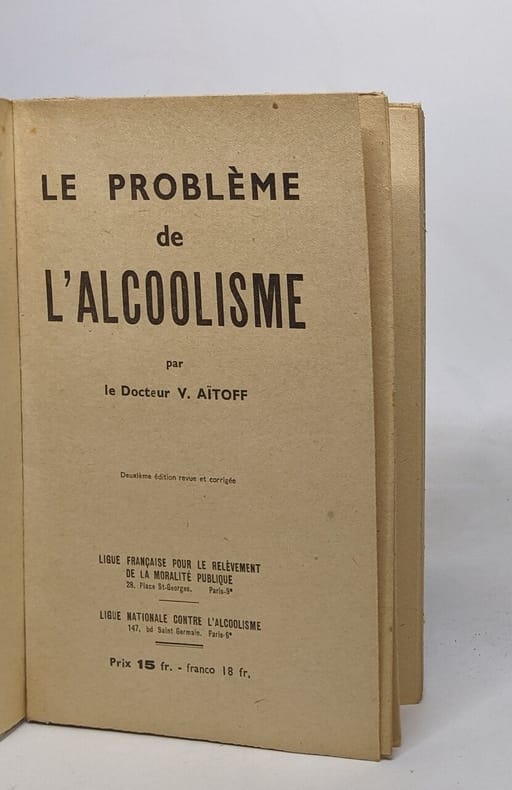 LE PROBLÈME
de
L'ALCOOLISME
par
le Docteur V. AÏTOFF
Deuxième édition revue et corrigée
LIGUE FRANÇAISE POUR LE RELÈVEMENT
DE LA MORALITÉ PUBLIQUE
28, Place St-Georges. Paris-9ᵉ
LIGUE NATIONALE CONTRE L'ALCOOLISME
147, bd Saint Germain. Paris-6ᵉ
Prix 15 fr. - franco 18 fr.